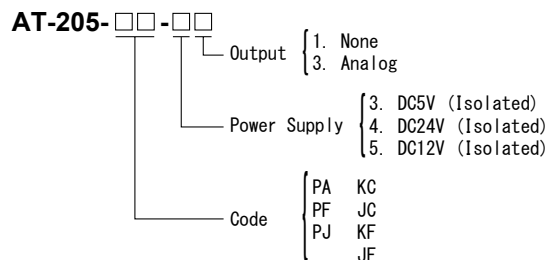 AT-205-□□-□□
Output
1. None
3. Analog
Power Supply
3. DC5V (Isolated)
4. DC24V (Isolated)
5. DC12V (Isolated)
Code
PA KC
PF JC
PJ KF
JF